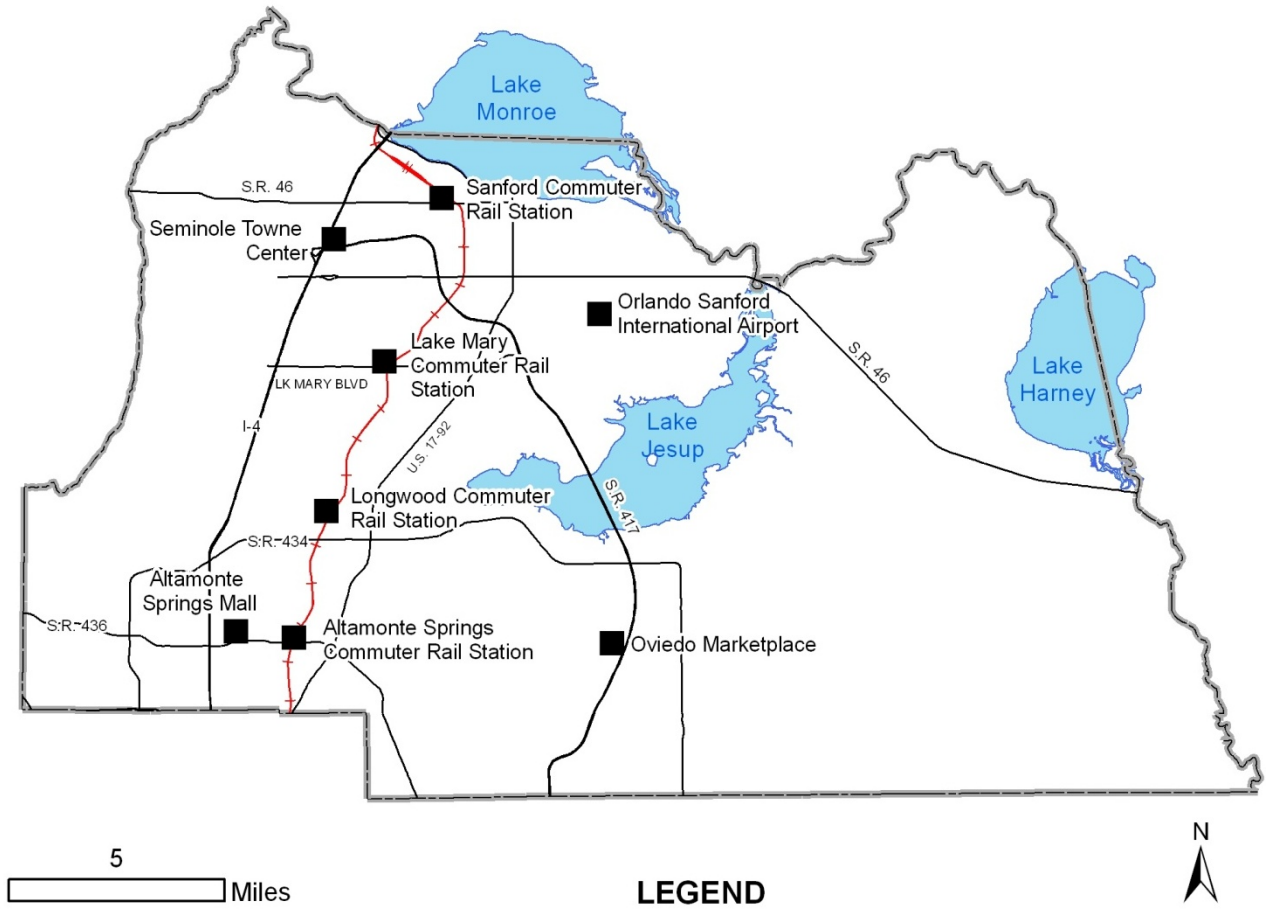 Lake
Monroe
S.R. 46
Sanford Commuter
Rail Station
Seminole Towne
Center
Orlando Sanford
International Airport
Lake Mary
Commuter Rail
Station
LK MARY BLVD
S.R. 46
Lake
Harney
I-4
U.S. 17-92
Lake
Jesup
Longwood Commuter
Rail Station
S.R. 417
S.R. 434
Altamonte
Springs Mall
S.R. 436
Altamonte Springs
Commuter Rail Station
Oviedo Marketplace
5
Miles
LEGEND
N